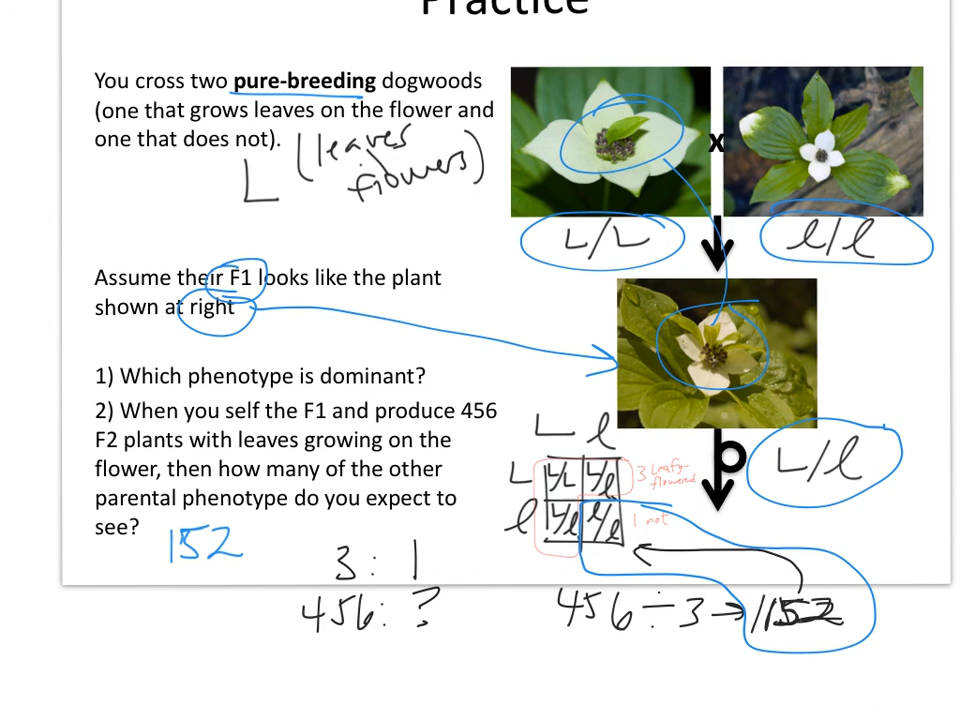 Practice
You cross two pure-breeding dogwoods
(one that grows leaves on the flower and
one that does not).
L (leaves
flowers)
x
L/L
l/l
Assume their F1 looks like the plant
shown at right
1) Which phenotype is dominant?
2) When you self the F1 and produce 456
F2 plants with leaves growing on the
flower, then how many of the other
parental phenotype do you expect to
see?
152
L l
L L/L L/l
l L/l l/l
3 Leafy-
flowered
1 not
L/l
3 : 1
456 : ?
456 ÷ 3 → 152